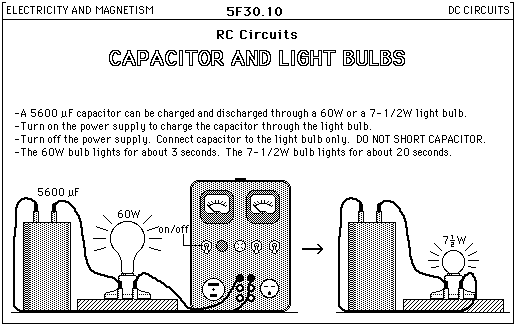 ELECTRICITY AND MAGNETISM 5F30.10 DC CIRCUITS
RC Circuits
CAPACITOR AND LIGHT BULBS
-A 5600 µF capacitor can be charged and discharged through a 60W or a 7-1/2W light bulb.
-Turn on the power supply to charge the capacitor through the light bulb.
-Turn off the power supply. Connect capacitor to the light bulb only. DO NOT SHORT CAPACITOR.
-The 60W bulb lights for about 3 seconds. The 7-1/2W bulb lights for about 20 seconds.
5600 µF
60W
on/off
7½W